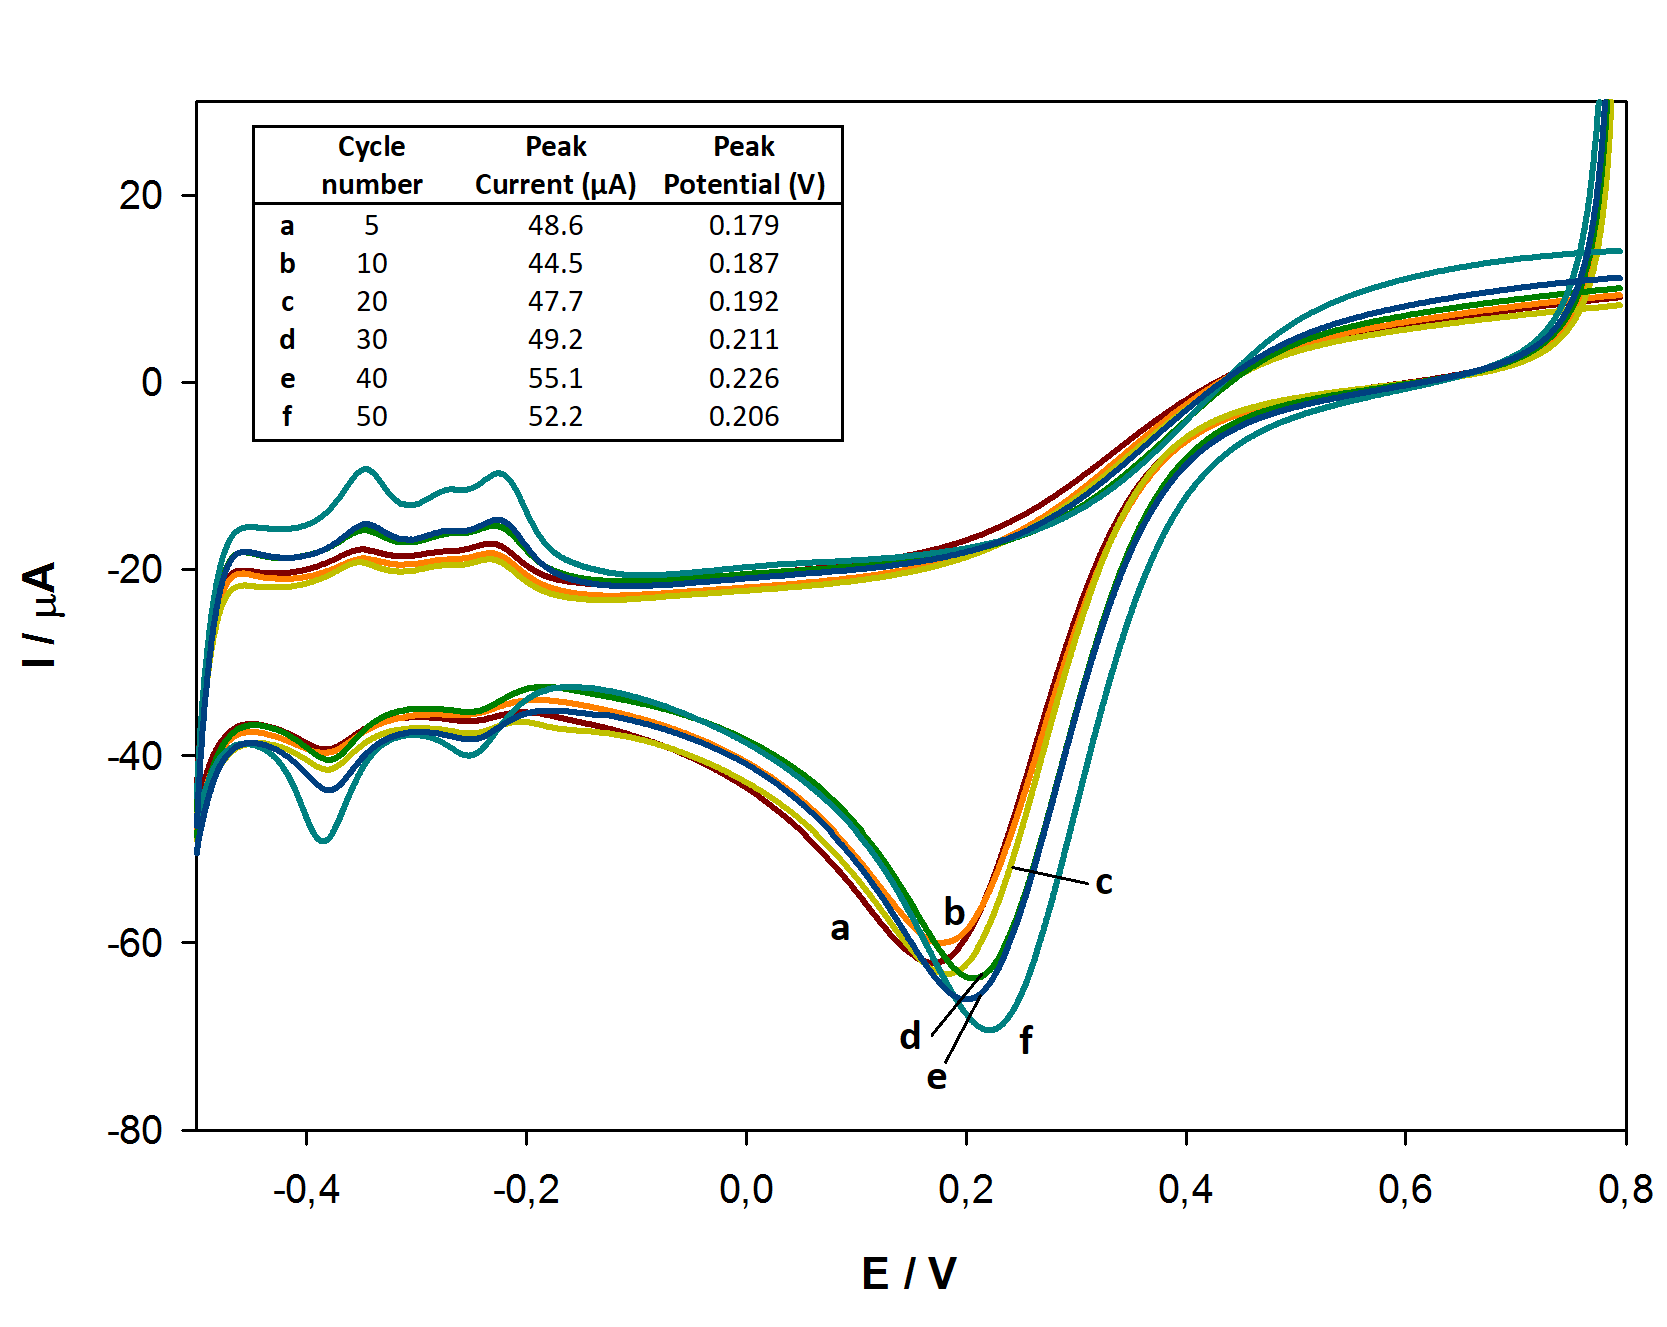 Cycle number Peak Current (µA) Peak Potential (V)
a 5 48.6 0.179
b 10 44.5 0.187
c 20 47.7 0.192
d 30 49.2 0.211
e 40 55.1 0.226
f 50 52.2 0.206
20
0
-20
-40
-60
-80
I / µA
a
b
c
d
e
f
-0,4 -0,2 0,0 0,2 0,4 0,6 0,8
E / V